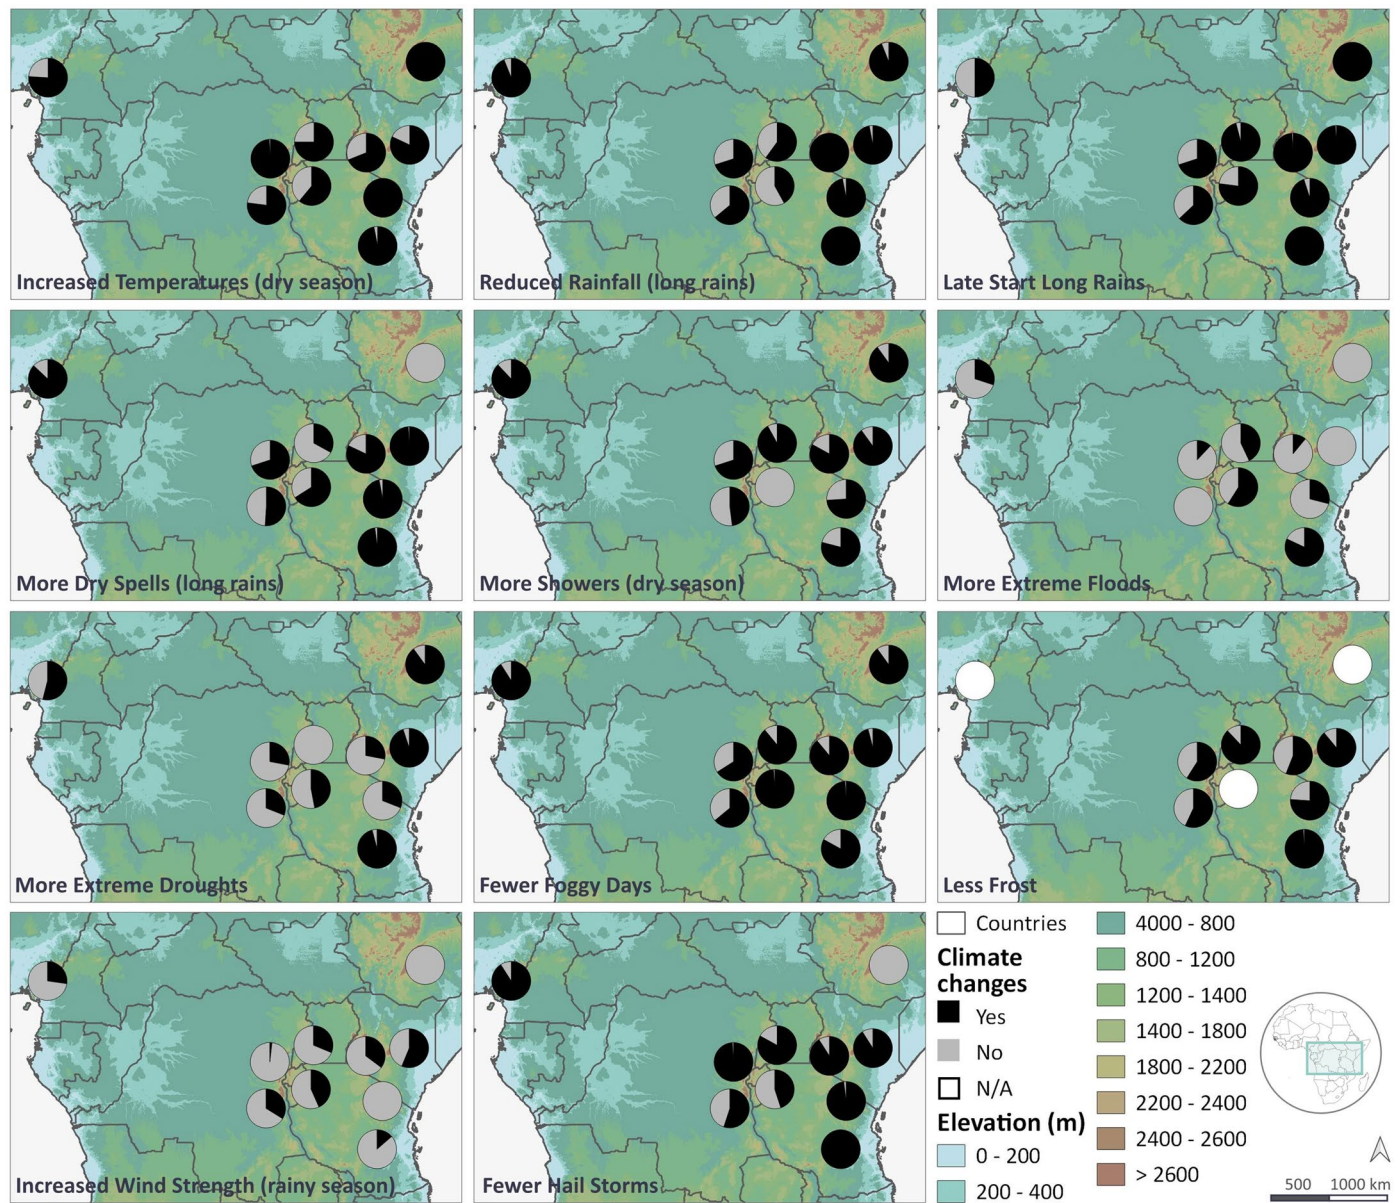 Increased Temperatures (dry season)
Reduced Rainfall (long rains)
Late Start Long Rains
More Dry Spells (long rains)
More Showers (dry season)
More Extreme Floods
More Extreme Droughts
Fewer Foggy Days
Less Frost
Increased Wind Strength (rainy season)
Fewer Hail Storms
Countries
Climate
changes
Yes
No
N/A
Elevation (m)
0 - 200
200 - 400
4000 - 800
800 - 1200
1200 - 1400
1400 - 1800
1800 - 2200
2200 - 2400
2400 - 2600
> 2600
500 1000 km